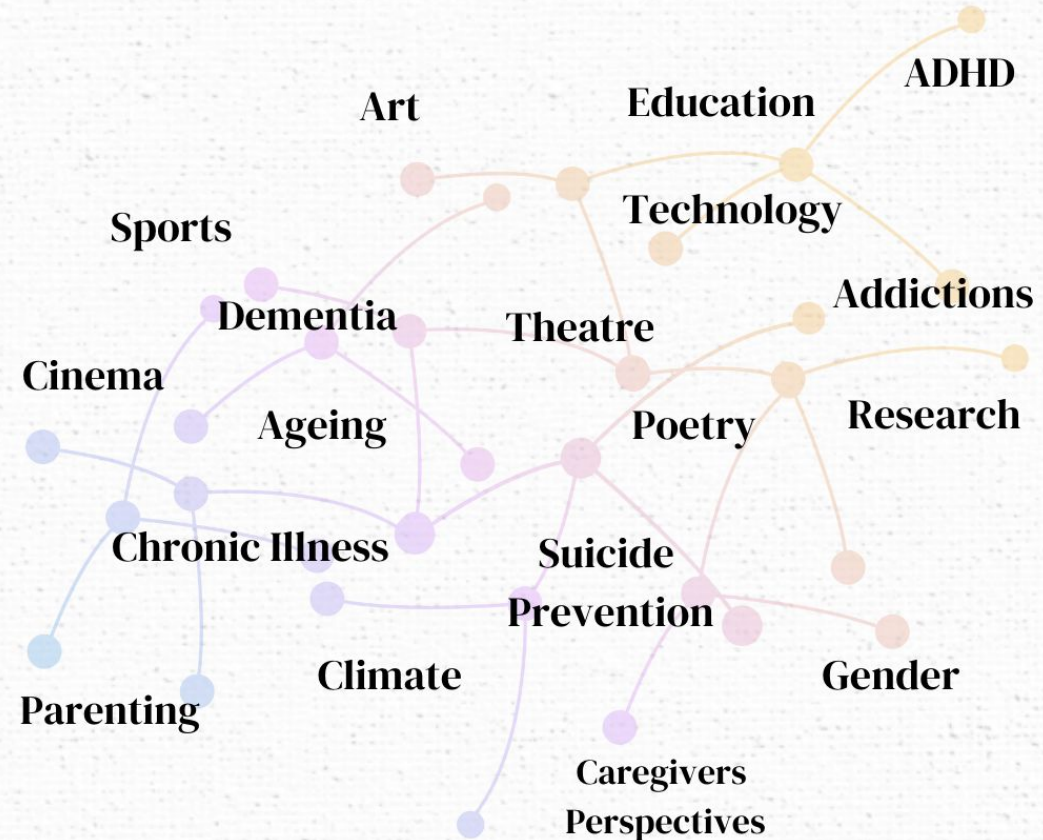 ADHD
Art
Education
Technology
Sports
Addictions
Dementia
Theatre
Cinema
Ageing
Poetry
Research
Chronic Illness
Suicide
Prevention
Climate
Gender
Parenting
Caregivers
Perspectives